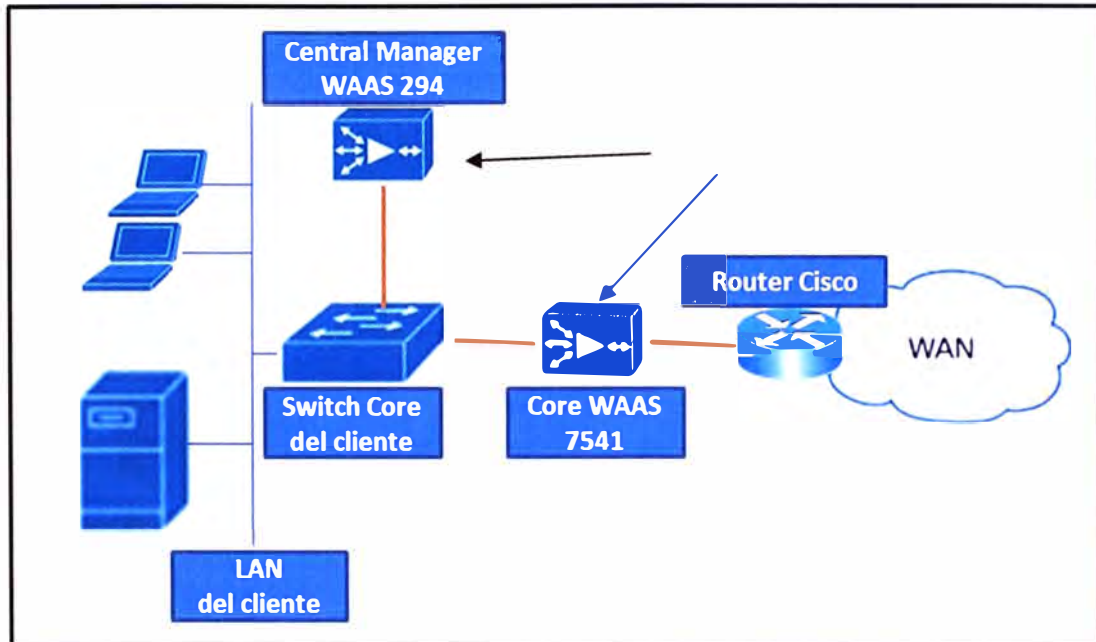 Central Manager
WAAS 294
Router Cisco
WAN
Switch Core
del cliente
Core WAAS
7541
LAN
del cliente